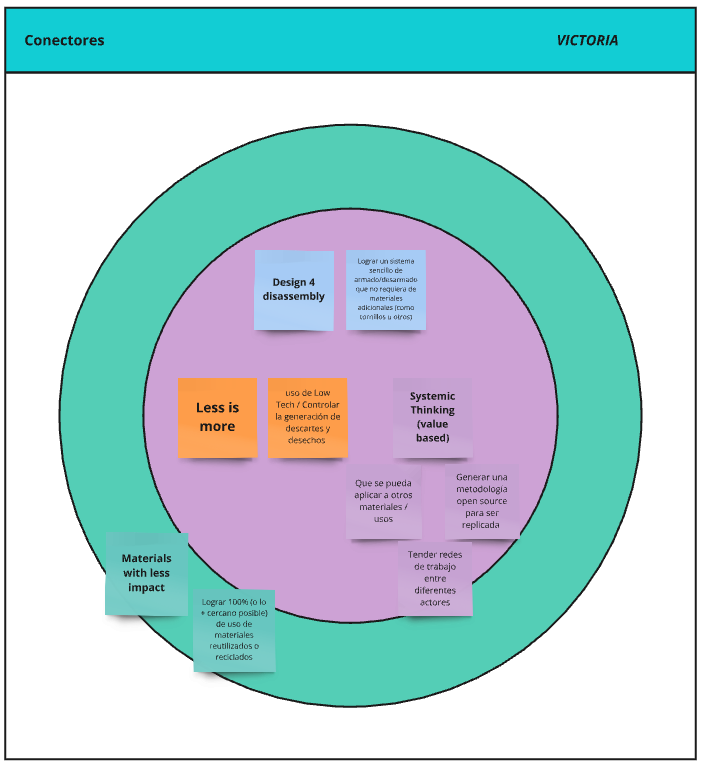 Conectores
VICTORIA
Design 4
disassembly
Lograr un sistema
sencillo de
armado/desarmado
que no requiera de
materiales
adicionales (como
tornillos u otros)
Less is
more
uso de Low
Tech / Controlar
la generación de
descartes y
desechos
Systemic
Thinking
(value
based)
Que se pueda
aplicar a otros
materiales /
usos
Generar una
metodología
open source
para ser
replicada
Tender redes
de trabajo
entre
diferentes
actores
Materials
with less
impact
Lograr 100% (o lo
+ cercano posible)
de uso de
materiales
reutilizados o
reciclados